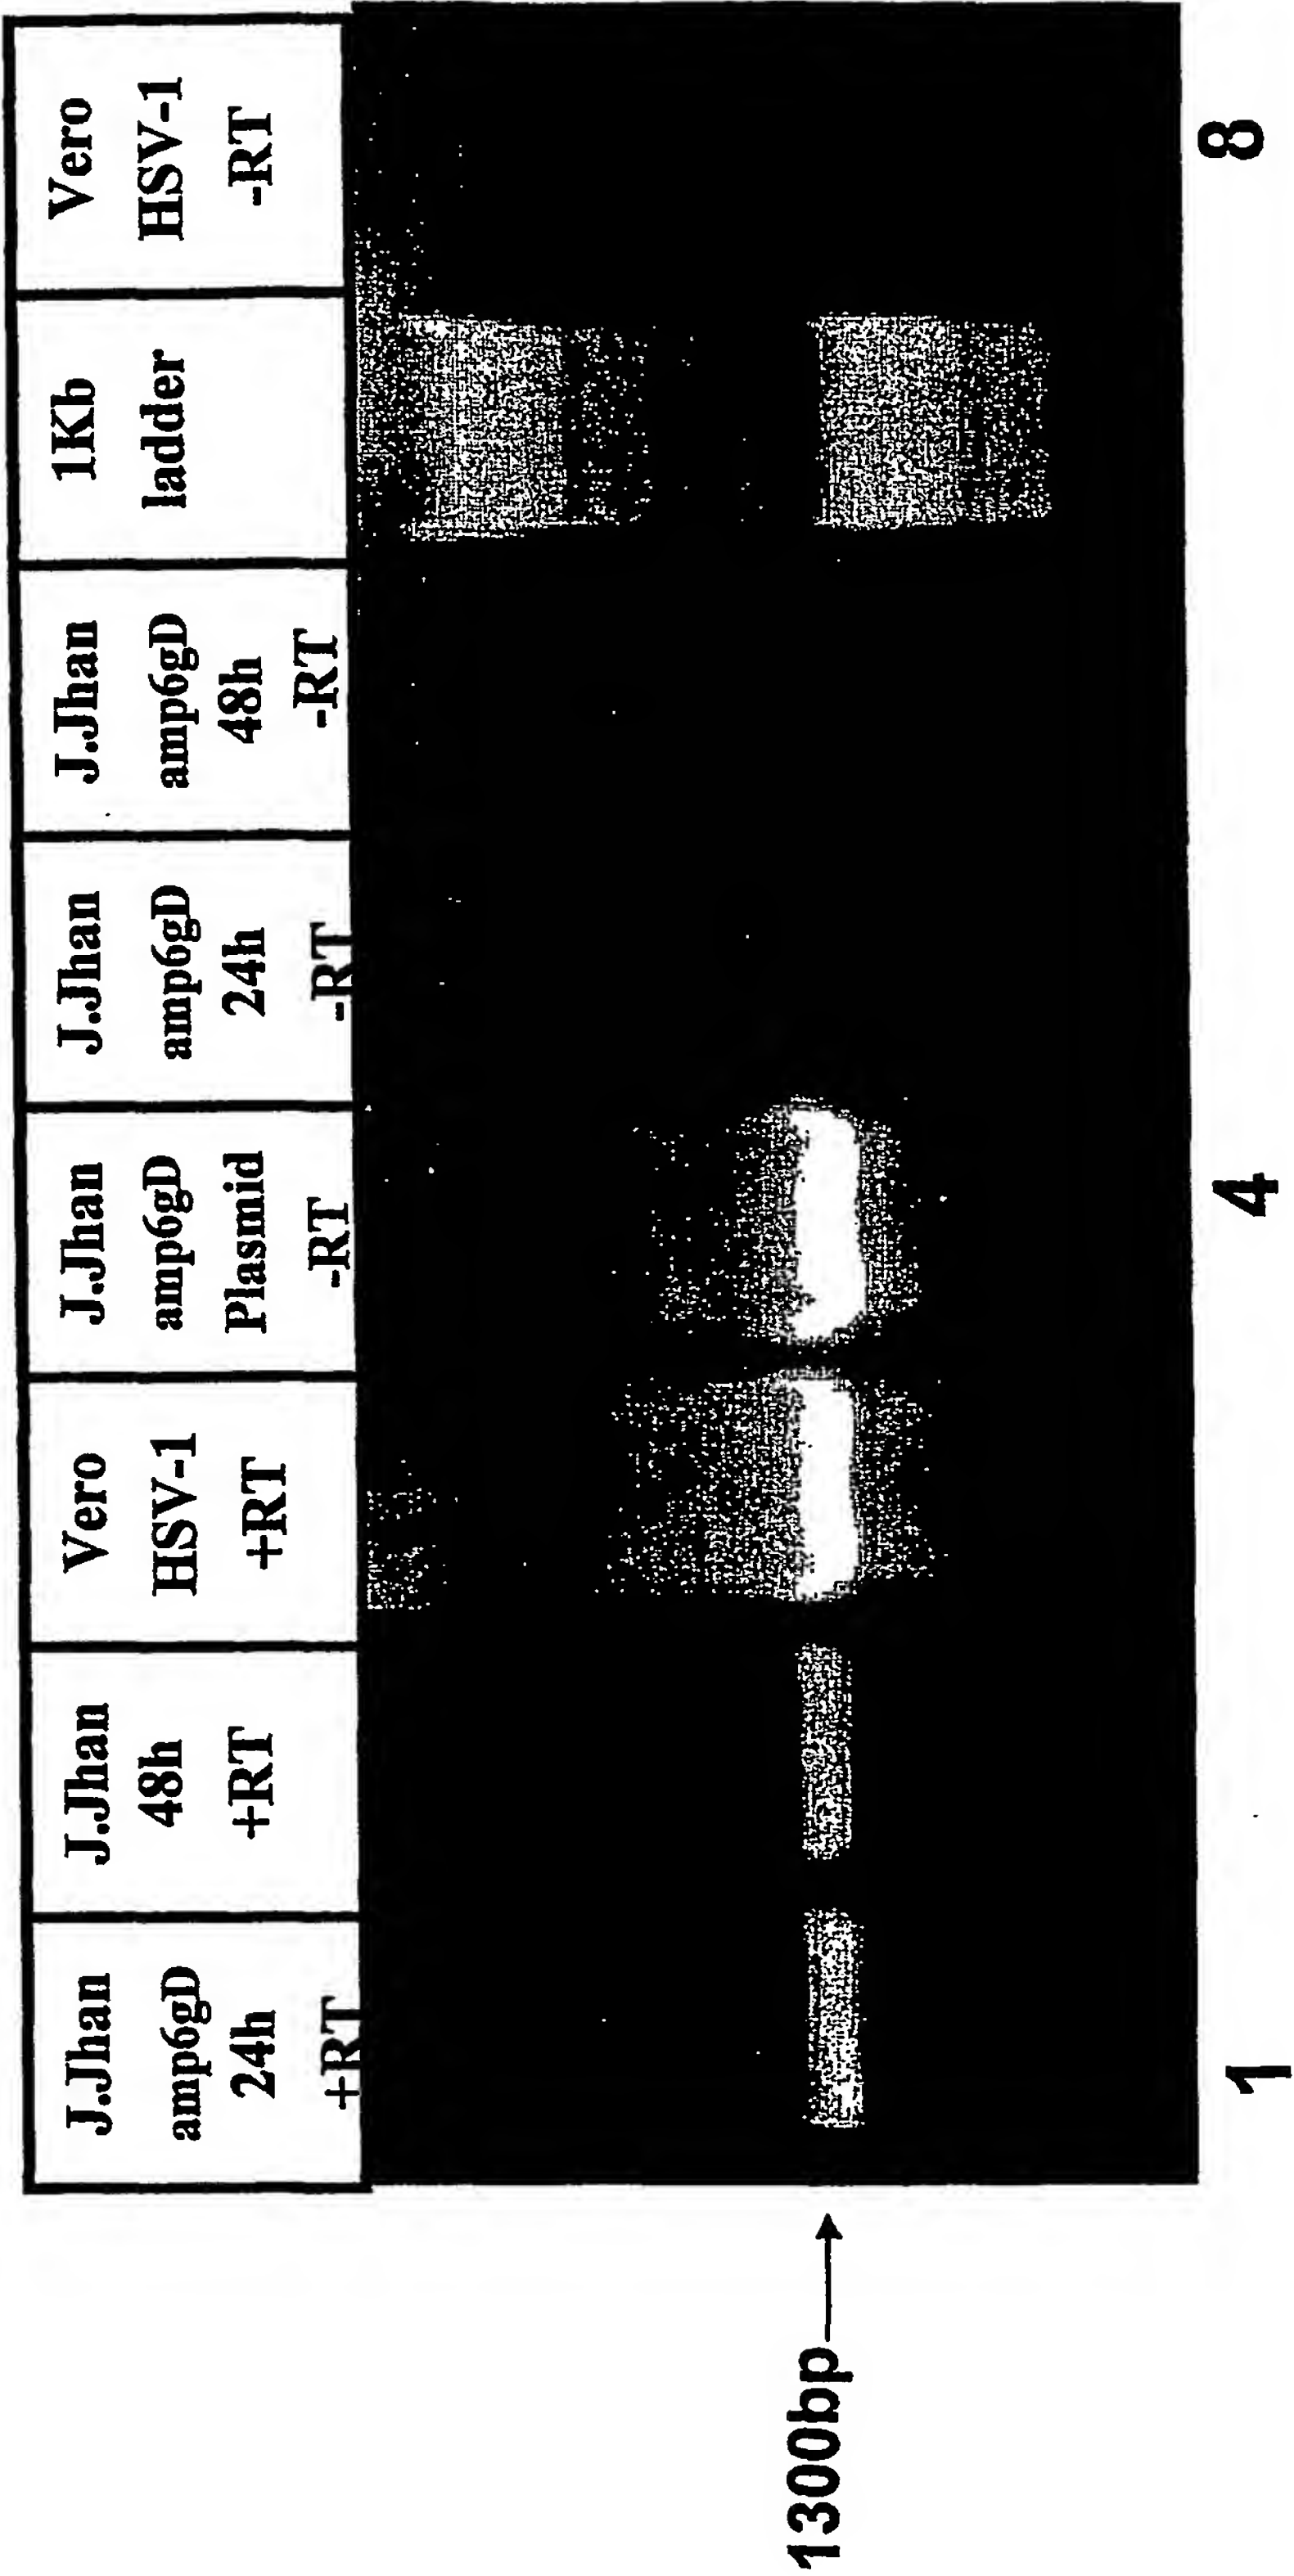 J.Jhan
amp6gD
24h
+RT
J.Jhan
48h
+RT
Vero
HSV-1
+RT
J.Jhan
amp6gD
Plasmid
-RT
J.Jhan
amp6gD
24h
-RT
J.Jhan
amp6gD
48h
-RT
1Kb
ladder
Vero
HSV-1
-RT
1300bp
1
4
8